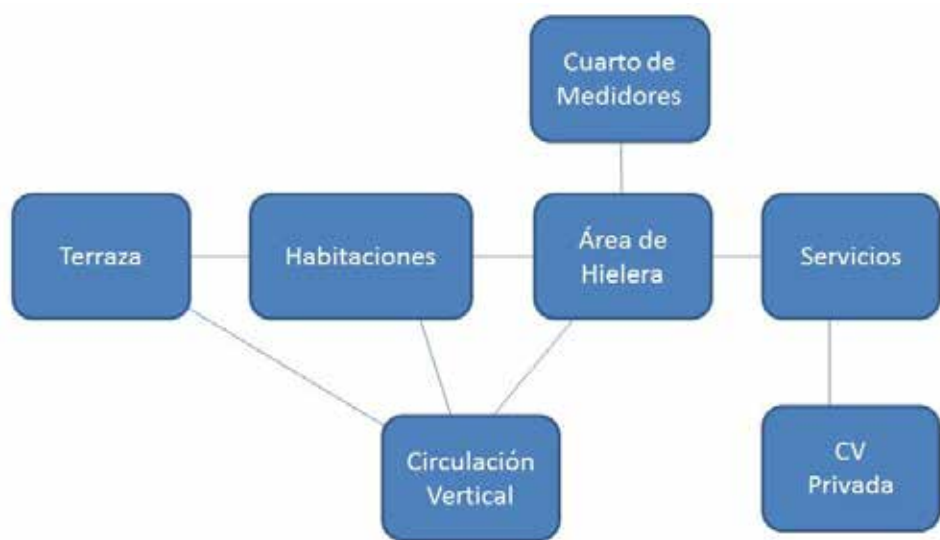 Cuarto de
Medidores
Terraza
Habitaciones
Área de
Hielera
Servicios
Circulación
Vertical
CV
Privada